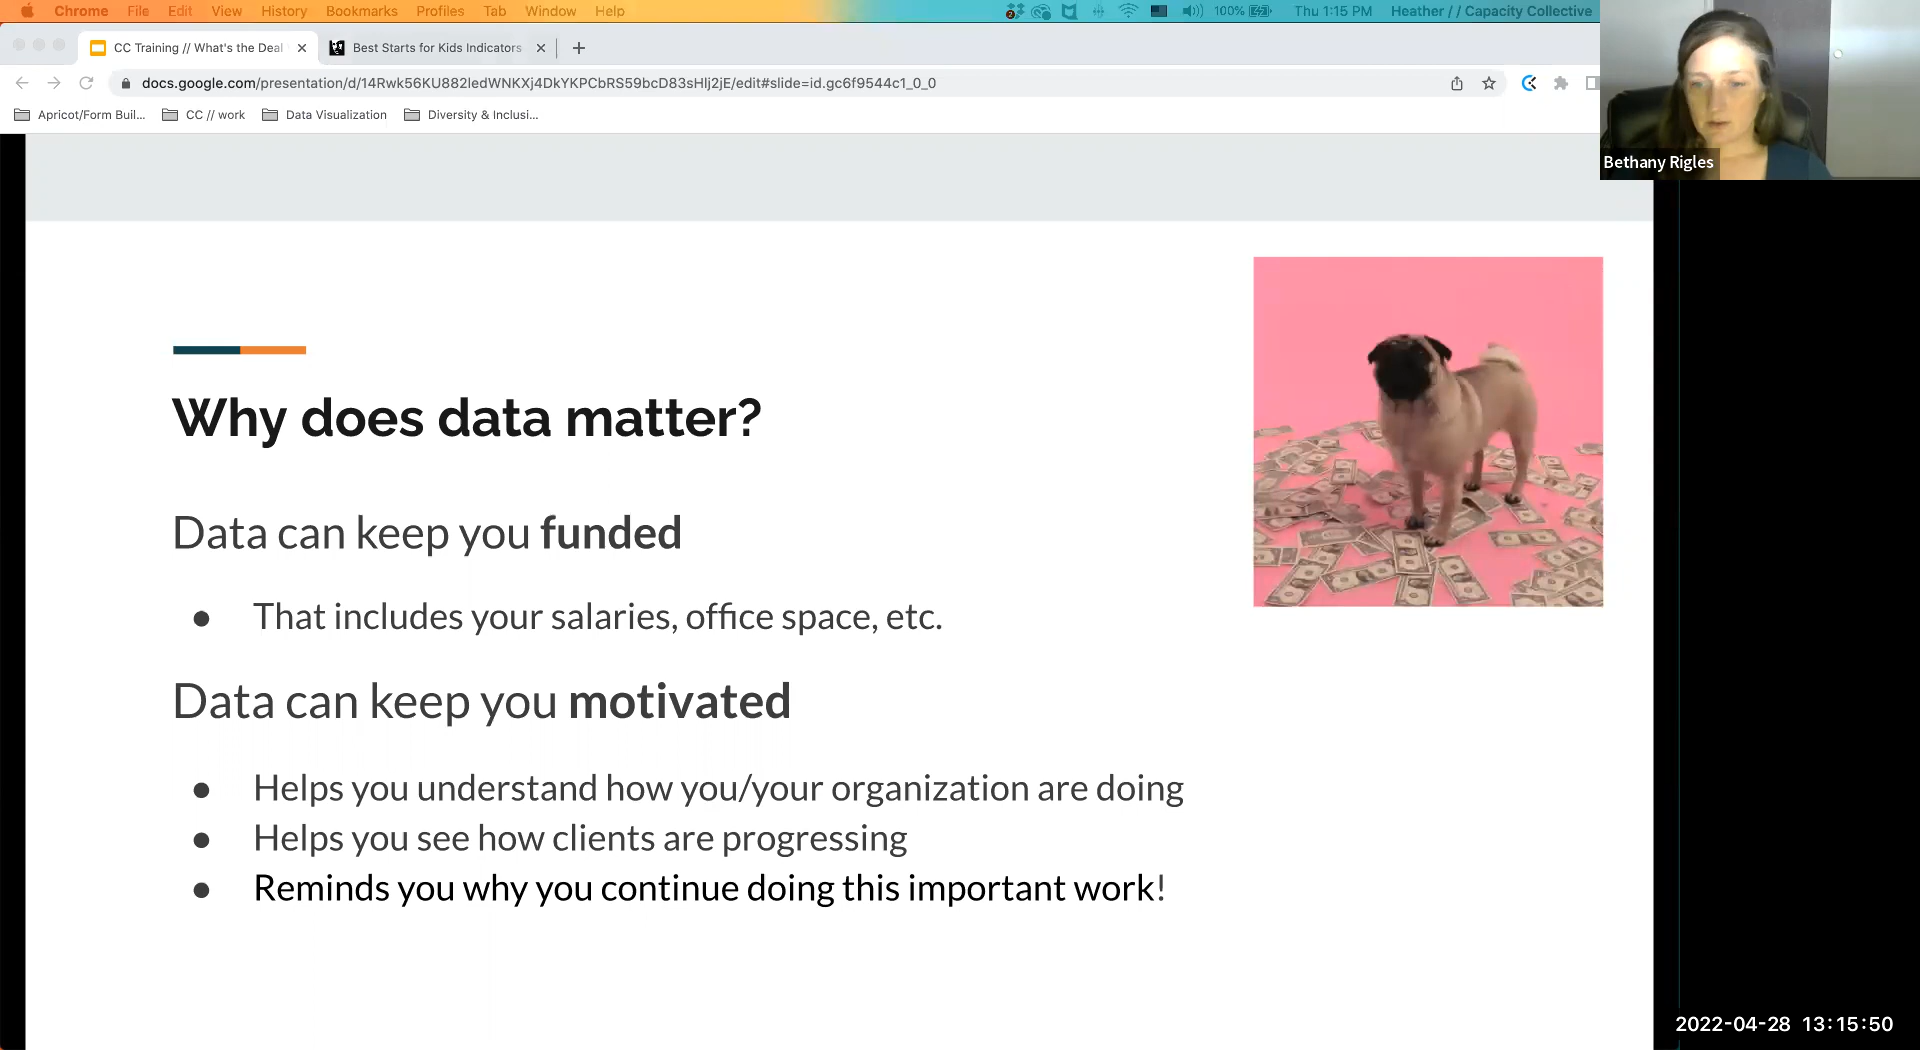 Chrome File Edit View History Bookmarks Profiles Tab Window Help 100% Thu 1:15 PM Heather // Capacity Collective
CC Training // What's the Deal
Best Starts for Kids Indicators
docs.google.com/presentation/d/14Rwk56KU882ledWNKXj4DkYKPCbRS59bcD83sHlj2jE/edit#slide=id.gc6f9544c1_0_0
Apricot/Form Buil... CC // work Data Visualization Diversity & Inclusi...
Bethany Rigles
Why does data matter?
Data can keep you funded
● That includes your salaries, office space, etc.
Data can keep you motivated
● Helps you understand how you/your organization are doing
● Helps you see how clients are progressing
● Reminds you why you continue doing this important work!
2022-04-28 13:15:50